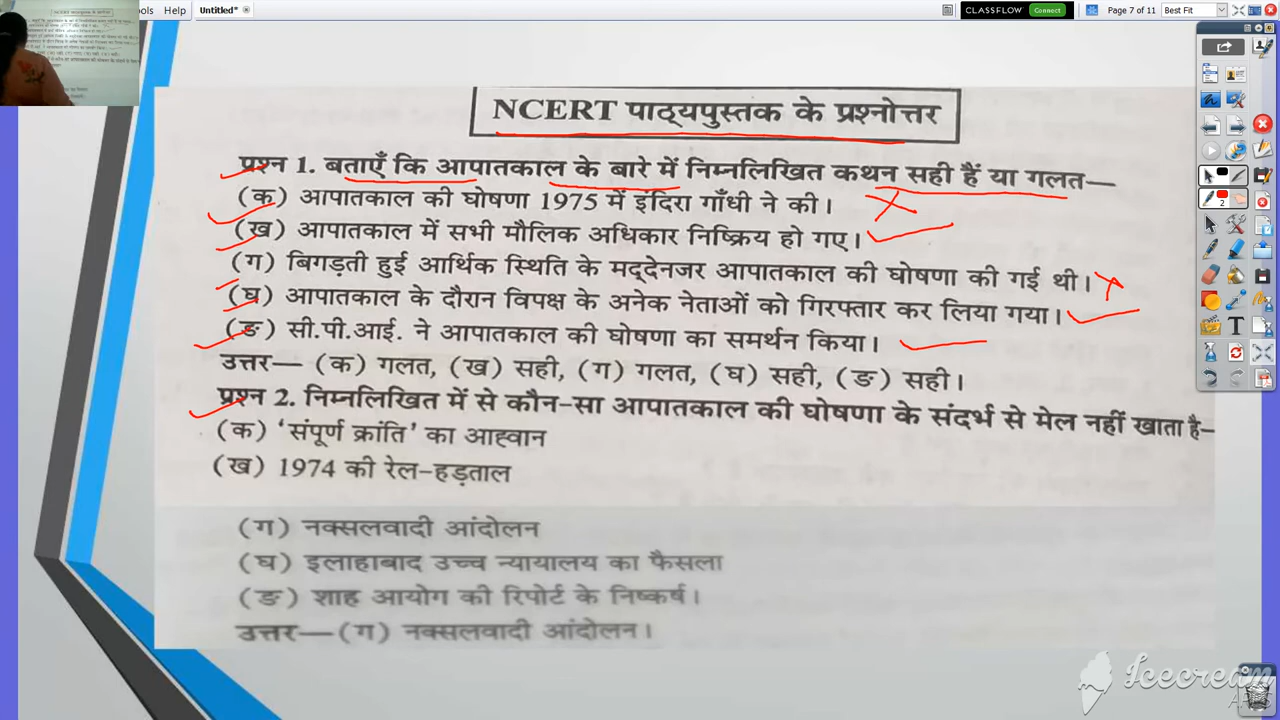 ols Help Untitled* CLASSFLOW Connect Page 7 of 11 Best Fit
NCERT पाठ्यपुस्तक के प्रश्नोत्तर
प्रश्न 1. बताएँ कि आपातकाल के बारे में निम्नलिखित कथन सही हैं या गलत—
(क) आपातकाल की घोषणा 1975 में इंदिरा गाँधी ने की।
(ख) आपातकाल में सभी मौलिक अधिकार निष्क्रिय हो गए।
(ग) बिगड़ती हुई आर्थिक स्थिति के मद्देनजर आपातकाल की घोषणा की गई थी।
(घ) आपातकाल के दौरान विपक्ष के अनेक नेताओं को गिरफ्तार कर लिया गया।
(ङ) सी.पी.आई. ने आपातकाल की घोषणा का समर्थन किया।
उत्तर— (क) गलत, (ख) सही, (ग) गलत, (घ) सही, (ङ) सही।
प्रश्न 2. निम्नलिखित में से कौन-सा आपातकाल की घोषणा के संदर्भ से मेल नहीं खाता है—
(क) ‘संपूर्ण क्रांति’ का आह्वान
(ख) 1974 की रेल-हड़ताल
(ग) नक्सलवादी आंदोलन
(घ) इलाहाबाद उच्च न्यायालय का फैसला
(ङ) शाह आयोग की रिपोर्ट के निष्कर्ष।
उत्तर—(ग) नक्सलवादी आंदोलन।
2
T
Icecream
APPS